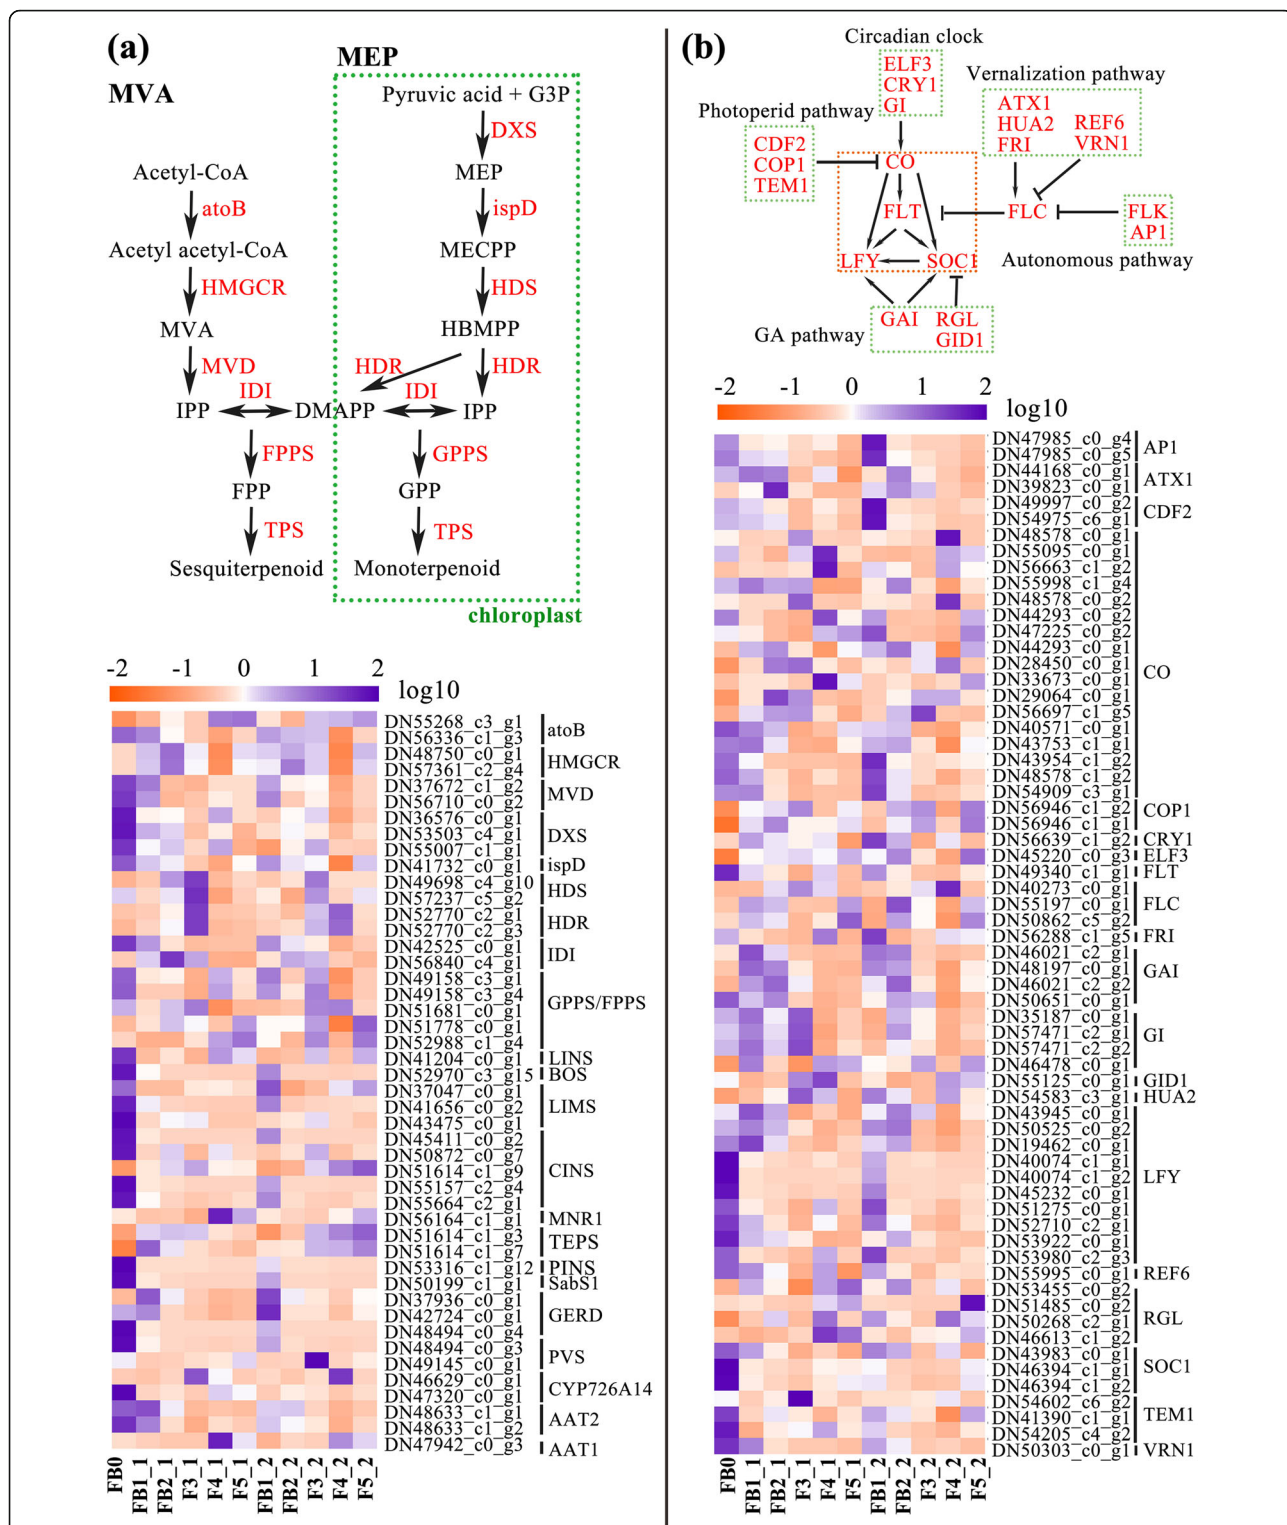 (a)
MVA
MEP
Pyruvic acid + G3P
DXS
MEP
ispD
MECPP
HDS
HBMPP
HDR
HDR
Acetyl-CoA
atoB
Acetyl acetyl-CoA
HMGCR
MVA
MVD
IPP
IDI
DMAPP
IDI
IPP
FPPS
GPPS
FPP
GPP
TPS
TPS
Sesquiterpenoid
Monoterpenoid
chloroplast
-2 -1 0 1 2
log10
DN55268_c3_g1
DN56336_c1_g3
atoB
DN48750_c0_g1
DN57361_c2_g4
HMGCR
DN37672_c1_g2
DN56710_c0_g2
MVD
DN36576_c0_g1
DN53503_c4_g1
DN55007_c1_g1
DXS
DN41732_c0_g1
ispD
DN49698_c4_g10
DN57237_c5_g2
HDS
DN52770_c2_g1
DN52770_c2_g3
HDR
DN42525_c0_g1
DN56840_c4_g1
IDI
DN49158_c3_g1
DN49158_c3_g4
DN51681_c0_g1
DN51778_c0_g1
DN52988_c1_g4
GPPS/FPPS
DN41204_c0_g1
LINS
DN52970_c3_g15
BOS
DN37047_c0_g1
DN41656_c0_g2
DN43475_c0_g1
LIMS
DN45411_c0_g2
DN50872_c0_g7
DN51614_c1_g9
DN55157_c2_g4
DN55664_c2_g1
CINS
DN56164_c1_g1
MNR1
DN51614_c1_g3
DN51614_c1_g7
TEPS
DN53316_c1_g12
PINS
DN50199_c1_g1
SabS1
DN37936_c0_g1
DN42724_c0_g1
DN48494_c0_g4
GERD
DN48494_c0_g3
DN49145_c0_g1
PVS
DN46629_c0_g1
DN47320_c0_g1
CYP726A14
DN48633_c1_g1
DN48633_c1_g2
AAT2
DN47942_c0_g3
AAT1
FB0
FB1_1
FB2_1
F3_1
F4_1
F5_1
FB1_2
FB2_2
F3_2
F4_2
F5_2
(b)
Circadian clock
ELF3
CRY1
GI
Photoperid pathway
CDF2
COP1
TEM1
Vernalization pathway
ATX1
HUA2
FRI
REF6
VRN1
CO
FLT
FLC
FLK
AP1
LFY
SOC1
Autonomous pathway
GA pathway
GAI
RGL
GID1
-2 -1 0 1 2
log10
DN47985_c0_g4
DN47985_c0_g5
AP1
DN44168_c0_g1
DN39823_c0_g1
ATX1
DN49997_c0_g2
DN54975_c6_g1
CDF2
DN48578_c0_g1
DN55095_c0_g1
DN56663_c1_g2
DN55998_c1_g4
DN48578_c0_g2
DN44293_c0_g2
DN47225_c0_g2
DN44293_c0_g1
DN28450_c0_g1
DN33673_c0_g1
DN29064_c0_g1
DN56697_c1_g5
DN40571_c0_g1
DN43753_c1_g1
DN43954_c1_g2
DN48578_c1_g2
DN54909_c3_g1
CO
DN56946_c1_g2
DN56946_c1_g1
COP1
DN56639_c1_g2
CRY1
DN45220_c0_g3
ELF3
DN49340_c1_g1
FLT
DN40273_c0_g1
DN55197_c0_g1
DN50862_c5_g2
FLC
DN56288_c1_g5
FRI
DN46021_c2_g1
DN48197_c0_g1
DN46021_c2_g2
DN50651_c0_g1
GAI
DN35187_c0_g1
DN57471_c2_g1
DN57471_c2_g2
DN46478_c0_g1
GI
DN55125_c0_g1
GID1
DN54583_c3_g1
HUA2
DN43945_c0_g1
DN50525_c0_g2
DN19462_c0_g1
DN40074_c1_g1
DN40074_c1_g2
DN45232_c0_g1
DN51275_c0_g1
DN52710_c2_g1
DN53922_c0_g1
DN53980_c2_g3
LFY
DN55995_c0_g1
REF6
DN53455_c0_g2
DN51485_c0_g2
DN50268_c2_g1
DN46613_c1_g2
RGL
DN43983_c0_g1
DN46394_c1_g1
DN46394_c1_g2
SOC1
DN54602_c6_g2
DN41390_c1_g1
DN54205_c4_g2
TEM1
DN50303_c0_g1
VRN1
FB0
FB1_1
FB2_1
F3_1
F4_1
F5_1
FB1_2
FB2_2
F3_2
F4_2
F5_2